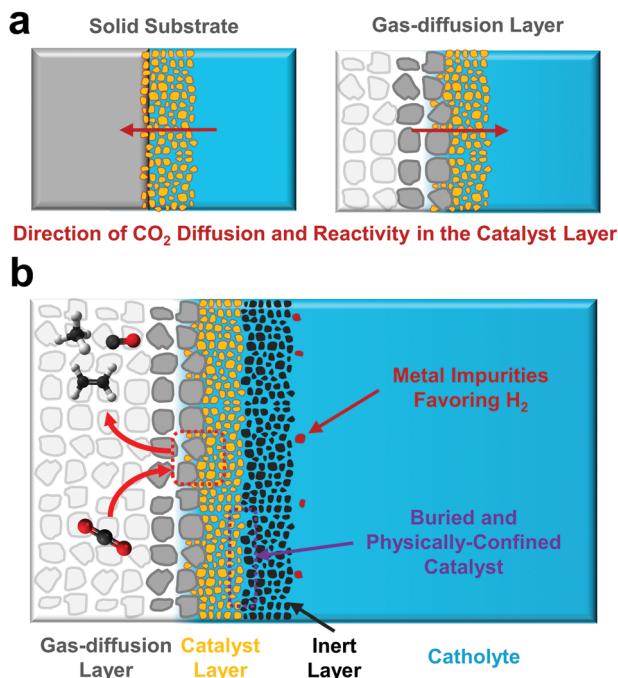 a
Solid Substrate
Gas-diffusion Layer
Direction of CO₂ Diffusion and Reactivity in the Catalyst Layer
b
Metal Impurities
Favoring H₂
Buried and
Physically-Confined
Catalyst
Gas-diffusion
Layer
Catalyst
Layer
Inert
Layer
Catholyte